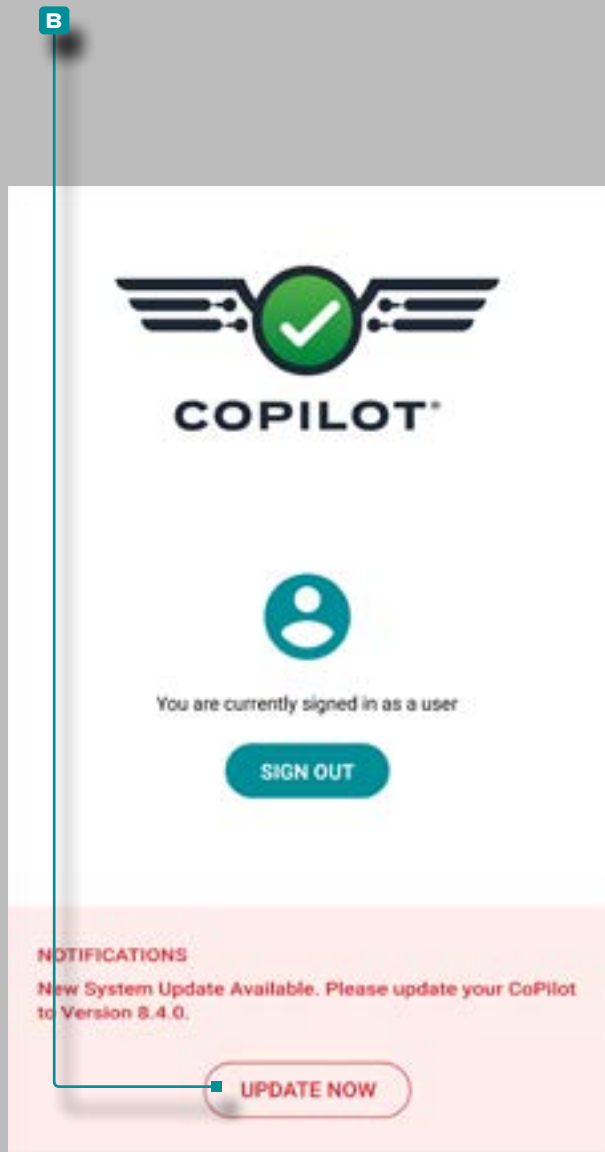 B
COPILOT®
You are currently signed in as a user
SIGN OUT
NOTIFICATIONS
New System Update Available. Please update your CoPilot
to Version 8.4.0.
UPDATE NOW